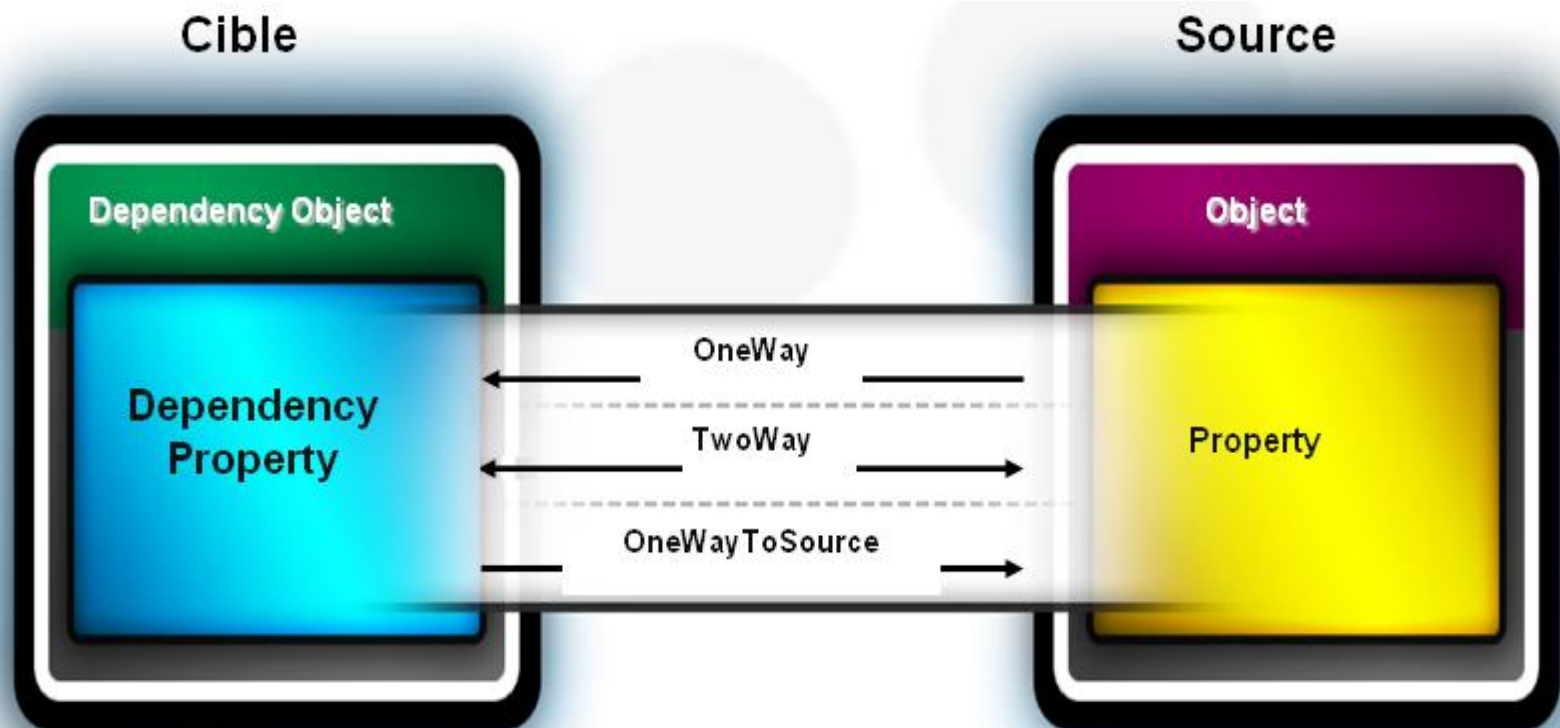 Cible
Source
Dependency Object
Object
Dependency
Property
OneWay
TwoWay
OneWayToSource
Property